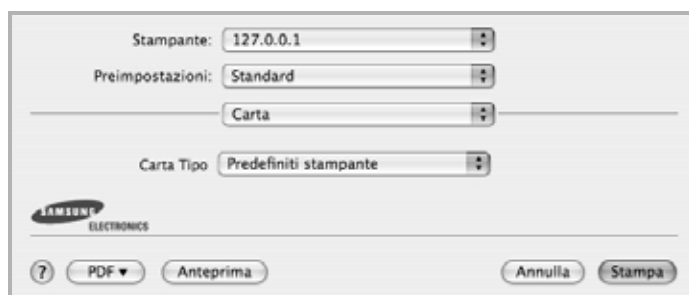 Stampante: 127.0.0.1
Preimpostazioni: Standard
Carta
Carta Tipo Predefiniti stampante
SAMSUNG
ELECTRONICS
? PDF ▼ Anteprima Annulla Stampa